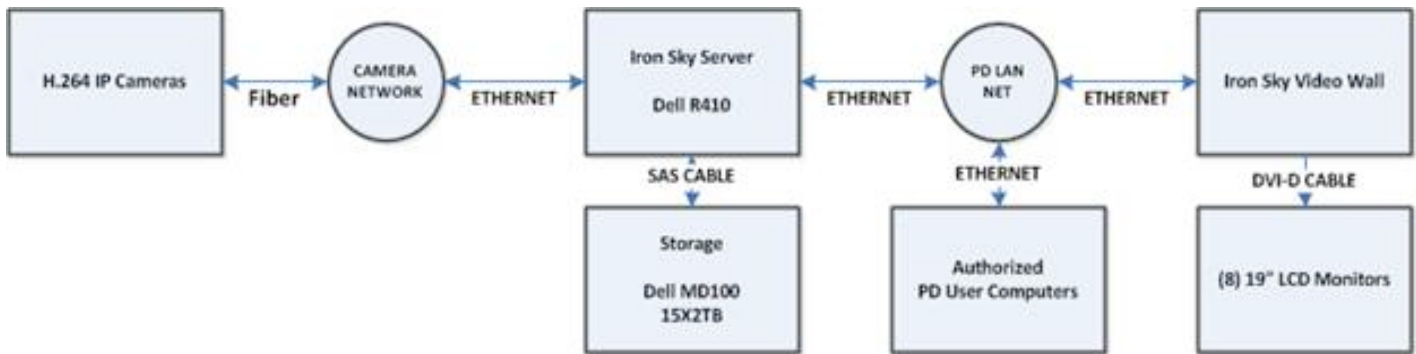 H.264 IP Cameras
Fiber
CAMERA
NETWORK
ETHERNET
Iron Sky Server
Dell R410
ETHERNET
PD LAN
NET
ETHERNET
Iron Sky Video Wall
SAS CABLE
ETHERNET
DVI-D CABLE
Storage
Dell MD100
15X2TB
Authorized
PD User Computers
(8) 19" LCD Monitors